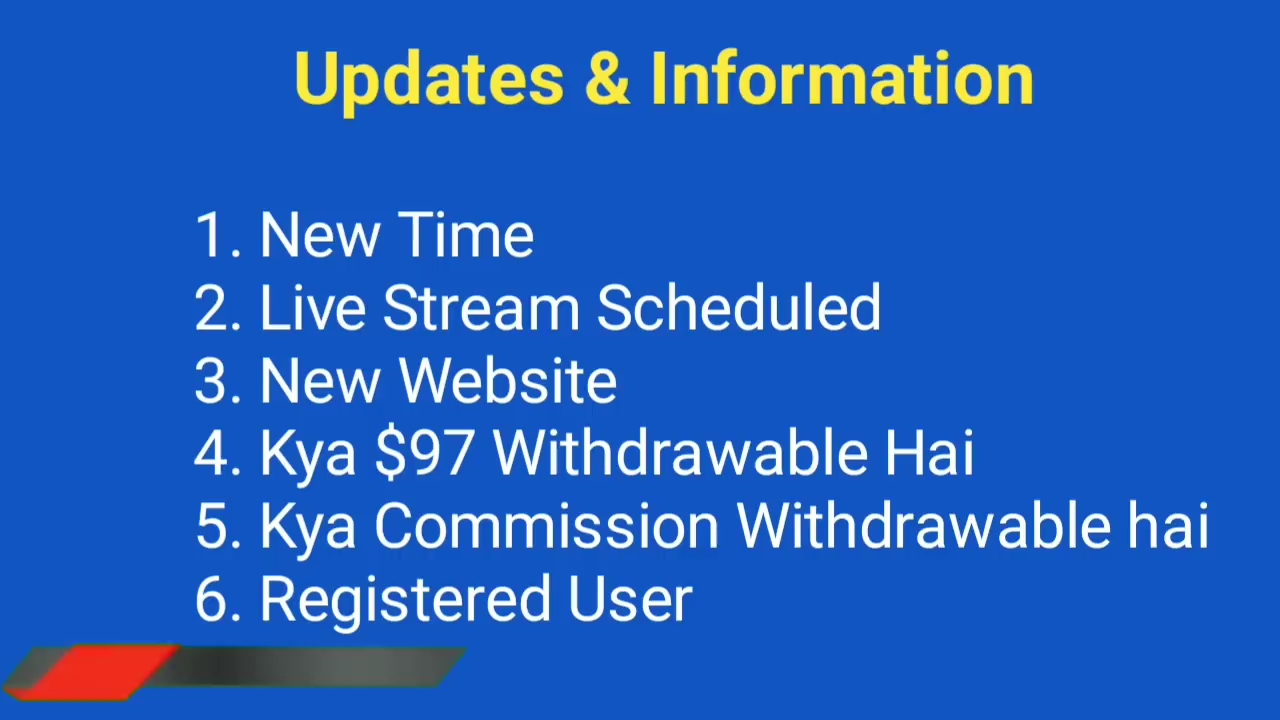 Updates & Information
1. New Time
2. Live Stream Scheduled
3. New Website
4. Kya $97 Withdrawable Hai
5. Kya Commission Withdrawable hai
6. Registered User